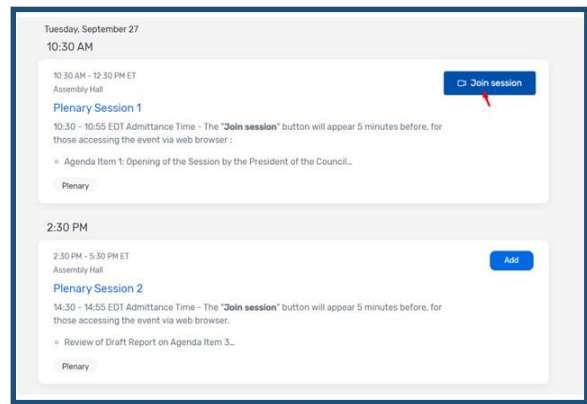 Tuesday, September 27
10:30 AM
10:30 AM - 12:30 PM ET
Assembly Hall
Join session
Plenary Session 1
10:30 - 10:55 EDT Admittance Time - The "Join session" button will appear 5 minutes before, for
those accessing the event via web browser :
Agenda Item 1: Opening of the Session by the President of the Council...
Plenary
2:30 PM
2:30 PM - 5:30 PM ET
Assembly Hall
Add
Plenary Session 2
14:30 - 14:55 EDT Admittance Time - The "Join session" button will appear 5 minutes before, for
those accessing the event via web browser.
Review of Draft Report on Agenda Item 3...
Plenary